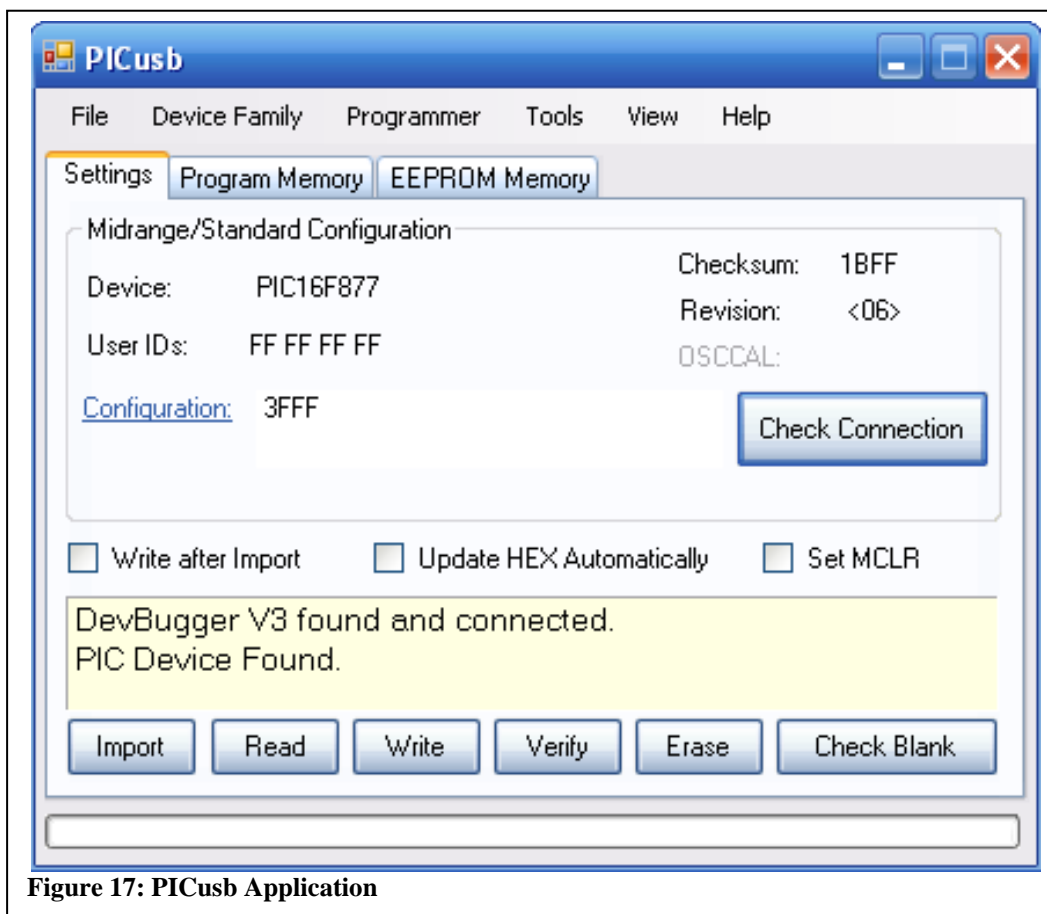 PICusb
File Device Family Programmer Tools View Help
Settings Program Memory EEPROM Memory
Midrange/Standard Configuration
Device: PIC16F877
Checksum: 1BFF
User IDs: FF FF FF FF
Revision: <06>
OSCCAL:
Configuration: 3FFF
Check Connection
Write after Import Update HEX Automatically Set MCLR
DevBugger V3 found and connected.
PIC Device Found.
Import Read Write Verify Erase Check Blank
Figure 17: PICusb Application